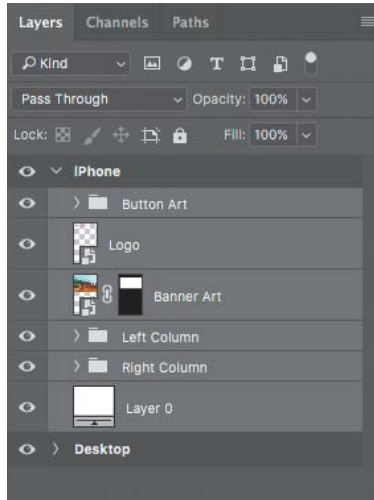 Layers Channels Paths
Kind
Pass Through Opacity: 100%
Lock: Fill: 100%
iPhone
Button Art
Logo
Banner Art
Left Column
Right Column
Layer 0
Desktop